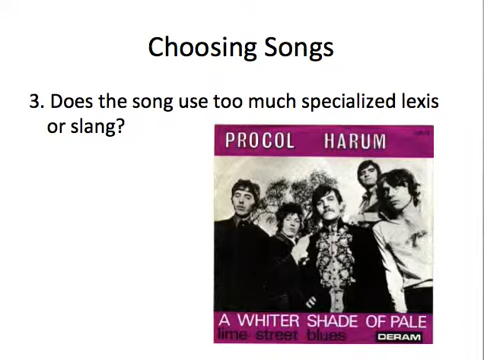 Choosing Songs
3. Does the song use too much specialized lexis
or slang?
PROCOL HARUM
A WHITER SHADE OF PALE
lime street blues DERAM